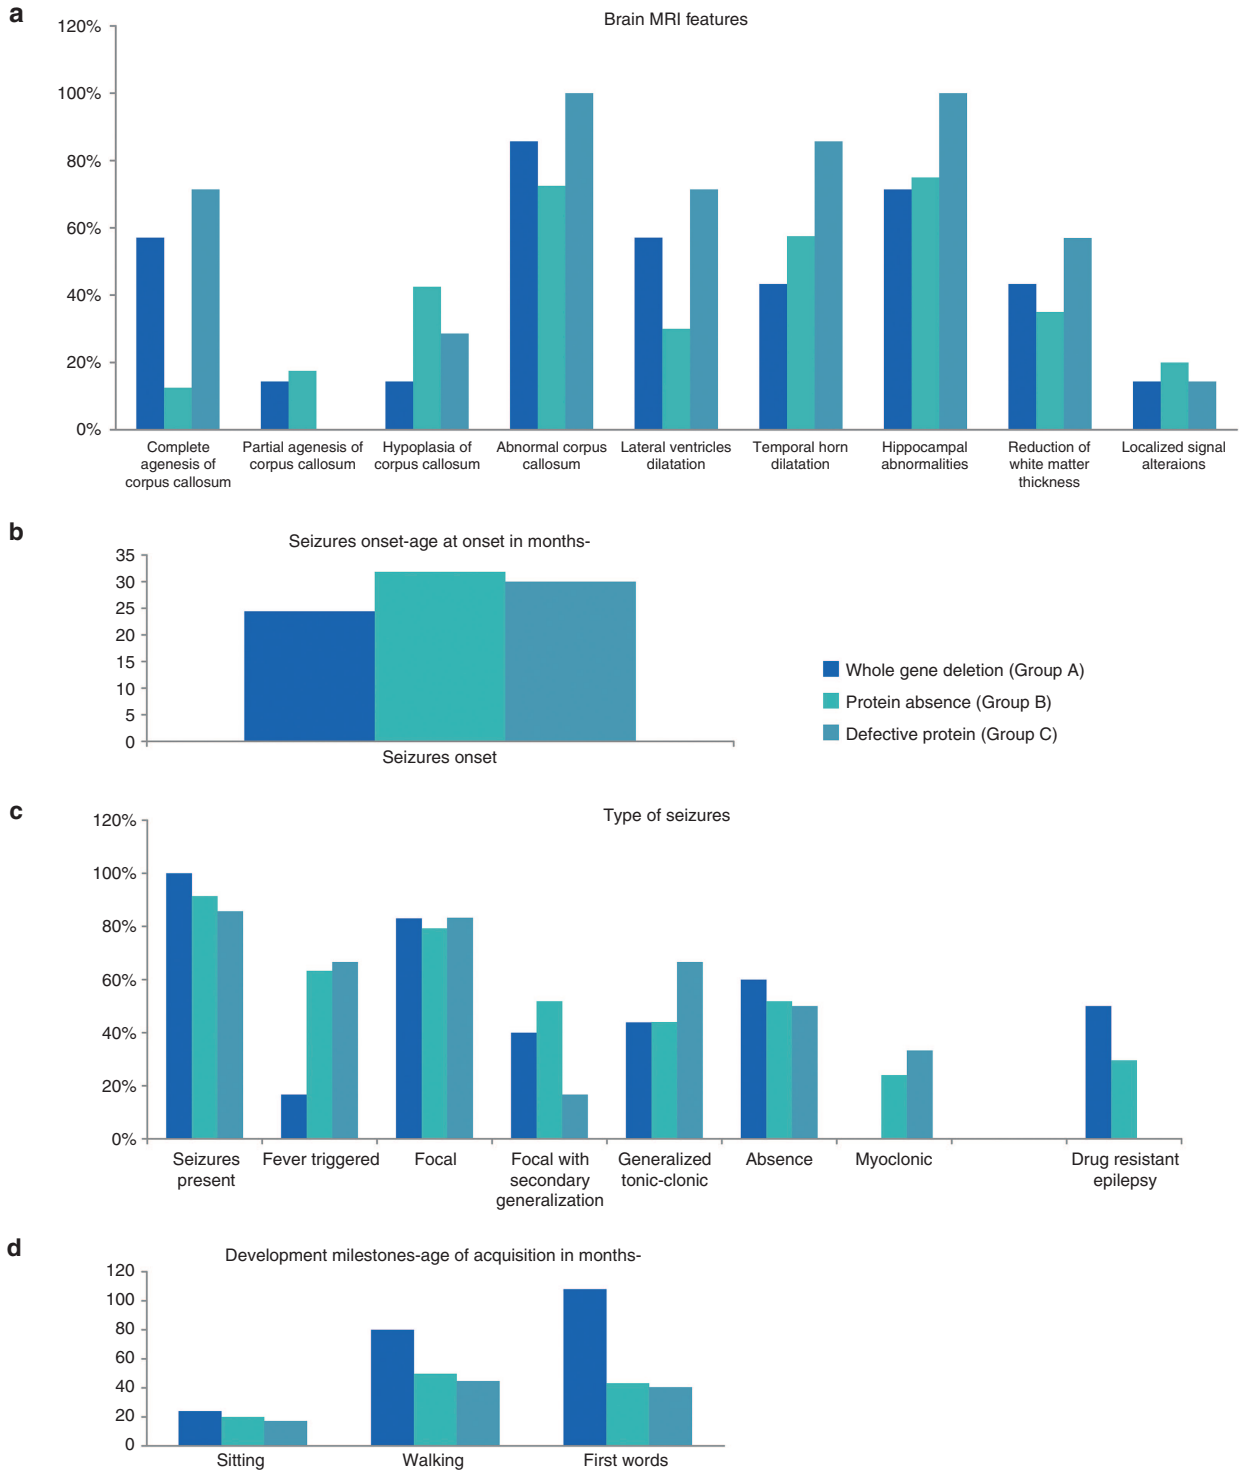 a
Brain MRI features
120%
100%
80%
60%
40%
20%
0%
Complete
agenesis of
corpus callosum
Partial agenesis of
corpus callosum
Hypoplasia of
corpus callosum
Abnormal corpus
callosum
Lateral ventricles
dilatation
Temporal horn
dilatation
Hippocampal
abnormalities
Reduction of
white matter
thickness
Localized signal
alteraions
b
Seizures onset-age at onset in months-
35
30
25
20
15
10
5
0
Seizures onset
Whole gene deletion (Group A)
Protein absence (Group B)
Defective protein (Group C)
c
Type of seizures
120%
100%
80%
60%
40%
20%
0%
Seizures
present
Fever triggered
Focal
Focal with
secondary
generalization
Generalized
tonic-clonic
Absence
Myoclonic
Drug resistant
epilepsy
d
Development milestones-age of acquisition in months-
120
100
80
60
40
20
0
Sitting
Walking
First words